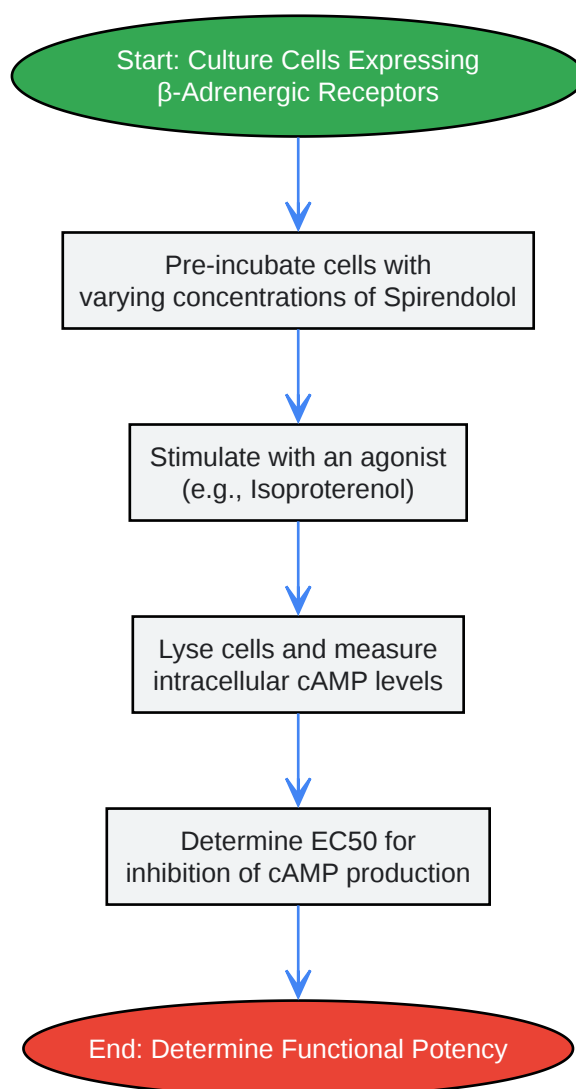 Start: Culture Cells Expressing
β-Adrenergic Receptors
Pre-incubate cells with
varying concentrations of Spirendolol
Stimulate with an agonist
(e.g., Isoproterenol)
Lyse cells and measure
intracellular cAMP levels
Determine EC50 for
inhibition of cAMP production
End: Determine Functional Potency